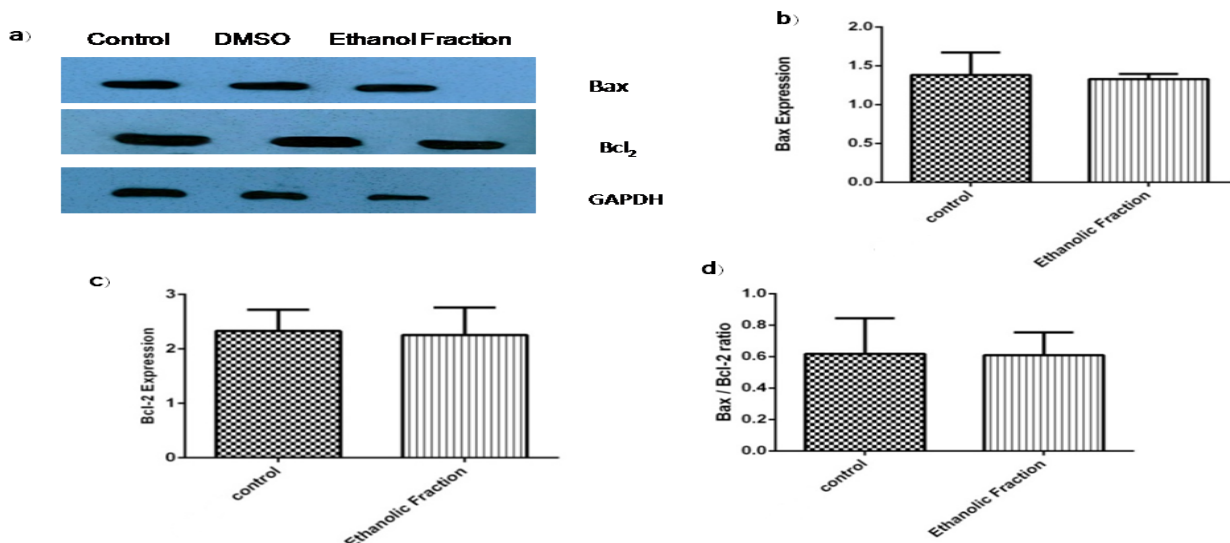 a)
Control DMSO Ethanol Fraction
Bax
Bcl2
GAPDH
b)
Bax Expression
2.0
1.5
1.0
0.5
0.0
control
Ethanolic Fraction
c)
Bcl-2 Expression
3
2
1
0
control
Ethanolic Fraction
d)
Bax / Bcl-2 ratio
1.0
0.8
0.6
0.4
0.2
0.0
control
Ethanolic Fraction